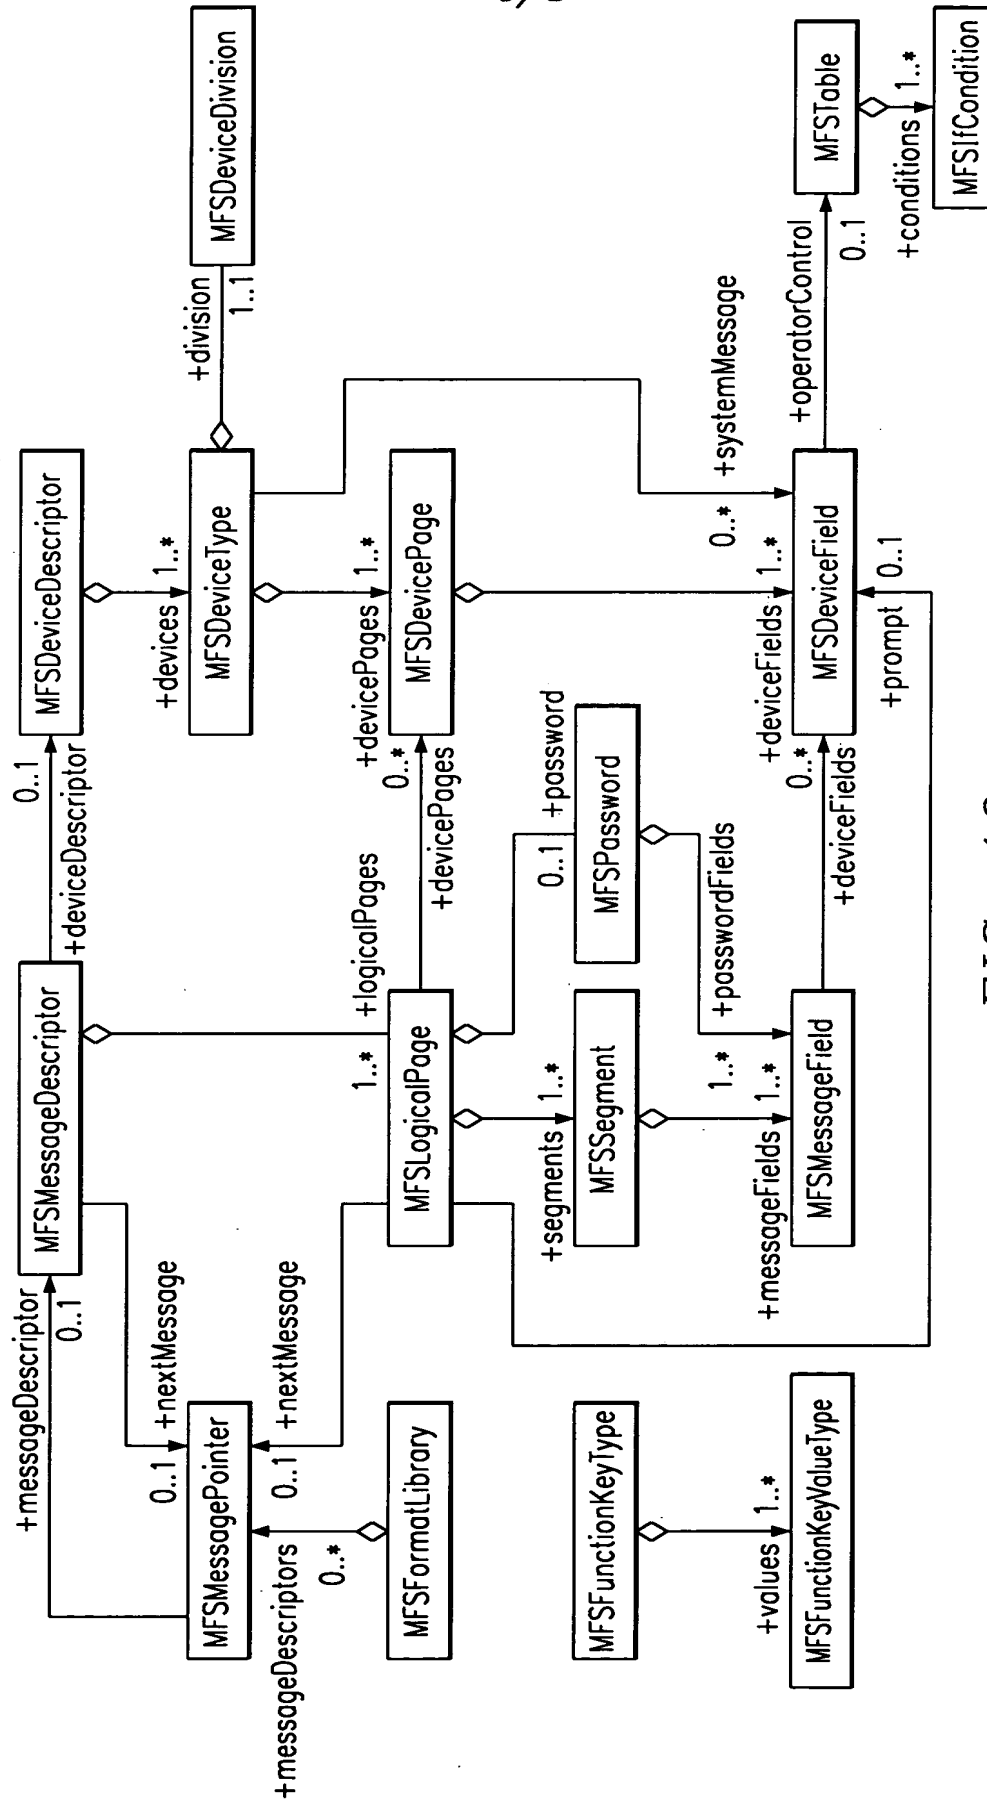 +messageDescriptor
0..1
MFSMessageDescriptor
0..1
+deviceDescriptor
MFSDeviceDescriptor
MFSMessagePointer
0..1
+nextMessage
0..1
+nextMessage
+messageDescriptors
0..*
MFSFormatLibrary
+devices
1..*
MFSDeviceType
+division
1..1
MFSDeviceDivision
1..*
+logicalPages
MFSLogicalPage
0..*
+devicePages
+devicePages
1..*
MFSDevicePage
+segments
1..*
MFSSegment
0..1
+password
MFSPassword
1..*
+passwordFields
+messageFields
1..*
MFSMessageField
0..*
+deviceFields
+deviceFields
1..*
0..*
+systemMessage
MFSDeviceField
+prompt
0..1
+operatorControl
0..1
MFSTable
+conditions
1..*
MFSIfCondition
MFSFunctionKeyType
+values
1..*
MFSFunctionKeyValueType